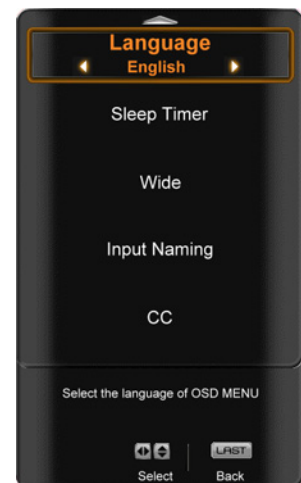 Language
English
Sleep Timer
Wide
Input Naming
CC
Select the language of OSD MENU
LAST
Select Back